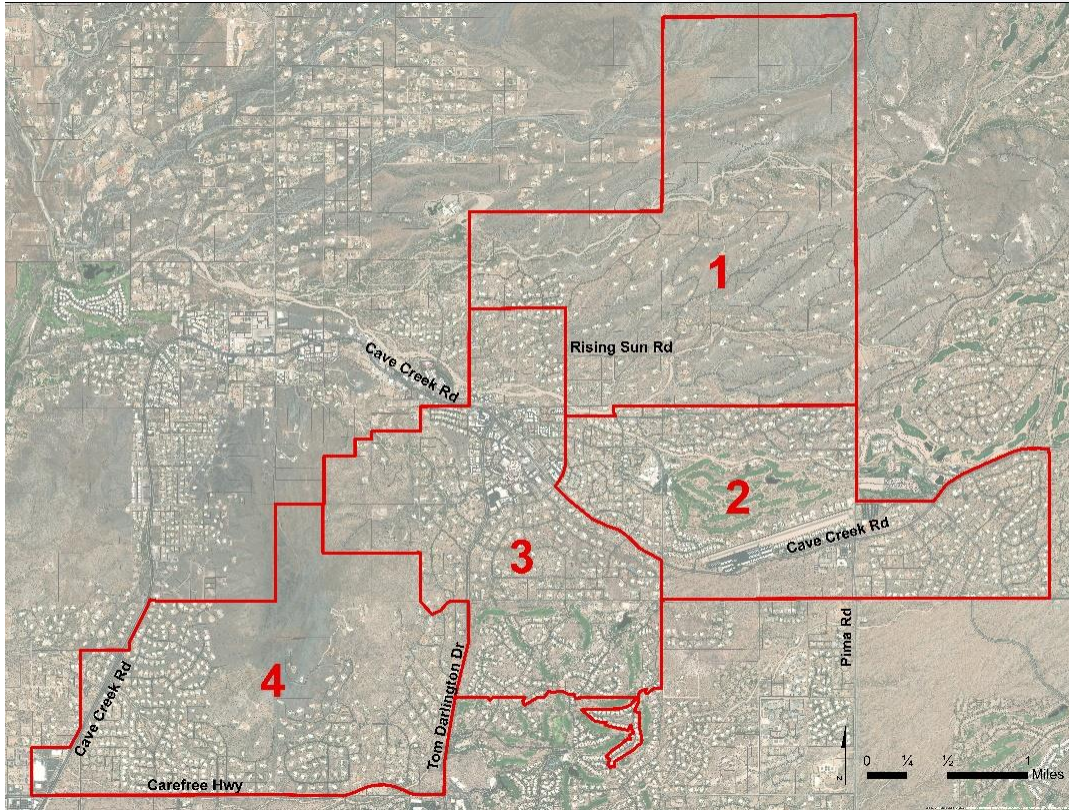 1
Rising Sun Rd
Cave Creek Rd
2
Cave Creek Rd
3
Pima Rd
4
Tom Darlington Dr
Cave Creek Rd
Carefree Hwy
N
0 ¼ ½ 1
Miles